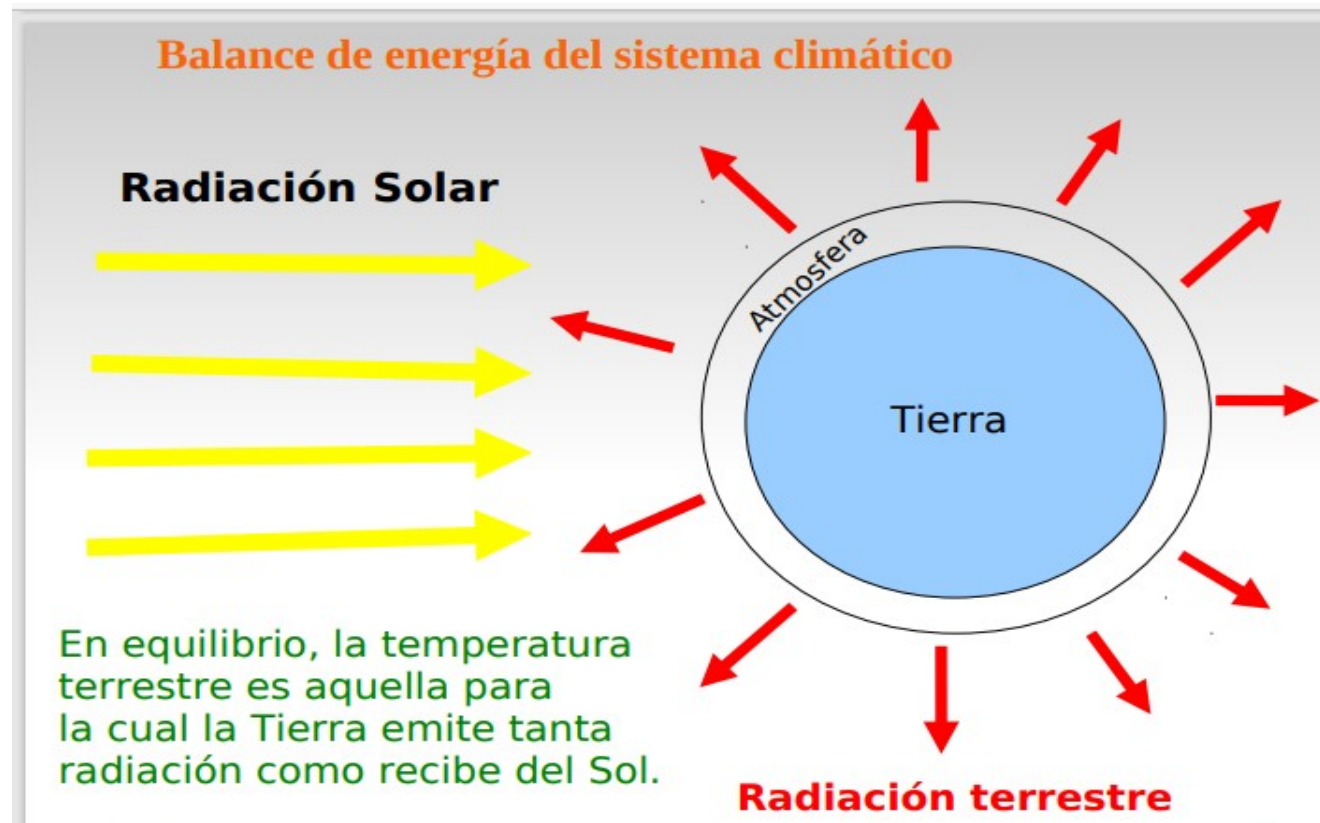 Balance de energía del sistema climático
Radiación Solar
Atmosfera
Tierra
En equilibrio, la temperatura
terrestre es aquella para
la cual la Tierra emite tanta
radiación como recibe del Sol.
Radiación terrestre